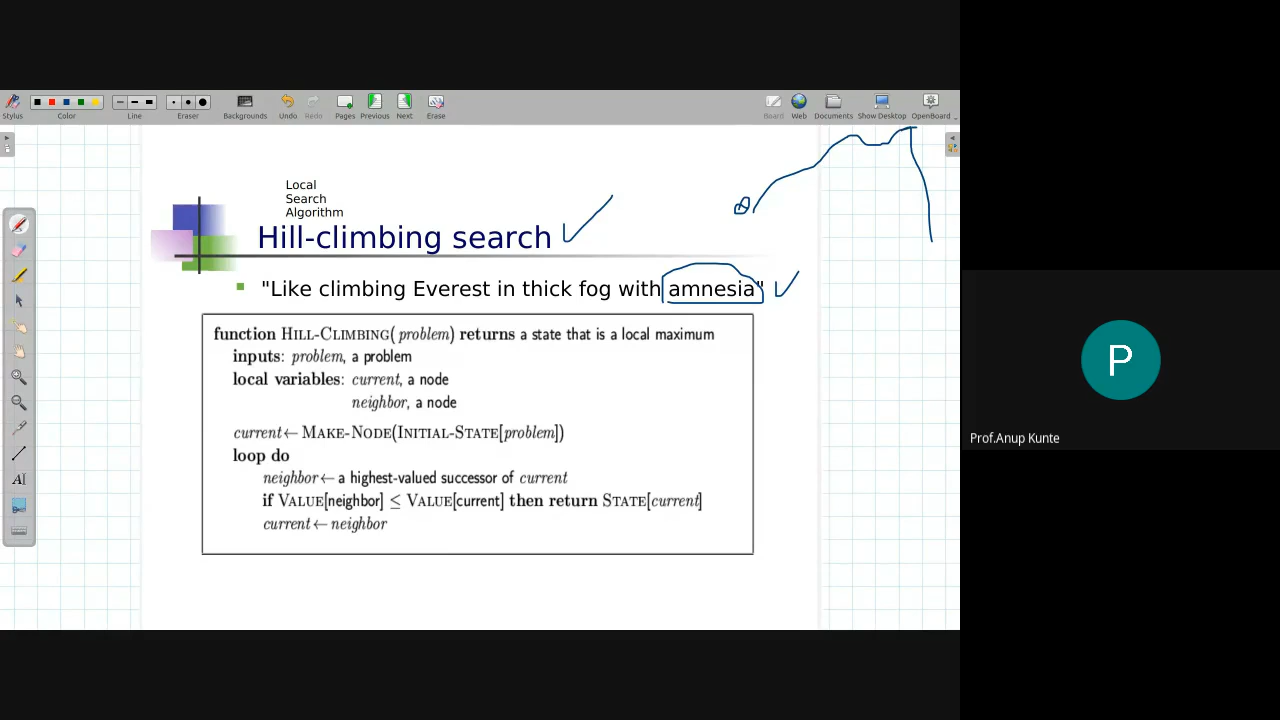 Stylus
Color
Line
Eraser
Backgrounds
Undo
Redo
Pages
Previous
Next
Erase
Board
Web
Documents
Show Desktop
OpenBoard
Local
Search
Algorithm
Hill-climbing search
"Like climbing Everest in thick fog with amnesia"
function HILL-CLIMBING( problem) returns a state that is a local maximum
inputs: problem, a problem
local variables: current, a node
neighbor, a node
current ← MAKE-NODE(INITIAL-STATE[problem])
loop do
neighbor ← a highest-valued successor of current
if VALUE[neighbor] ≤ VALUE[current] then return STATE[current]
current ← neighbor
AI
P
Prof.Anup Kunte